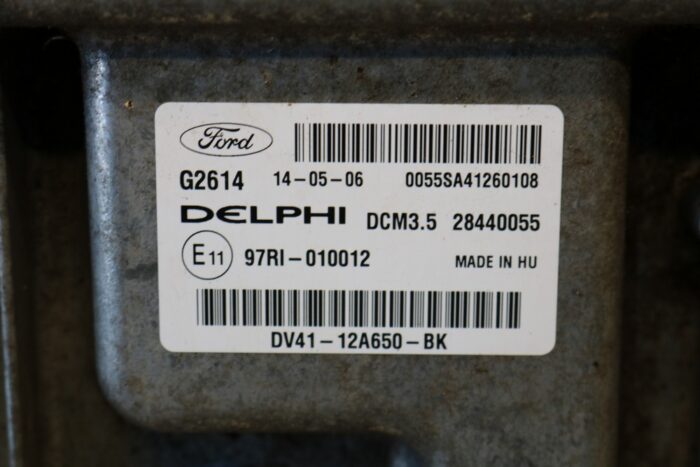 Ford
G2614 14-05-06 0055SA41260108
DELPHI DCM3.5 28440055
E11 97RI-010012 MADE IN HU
DV41-12A650-BK